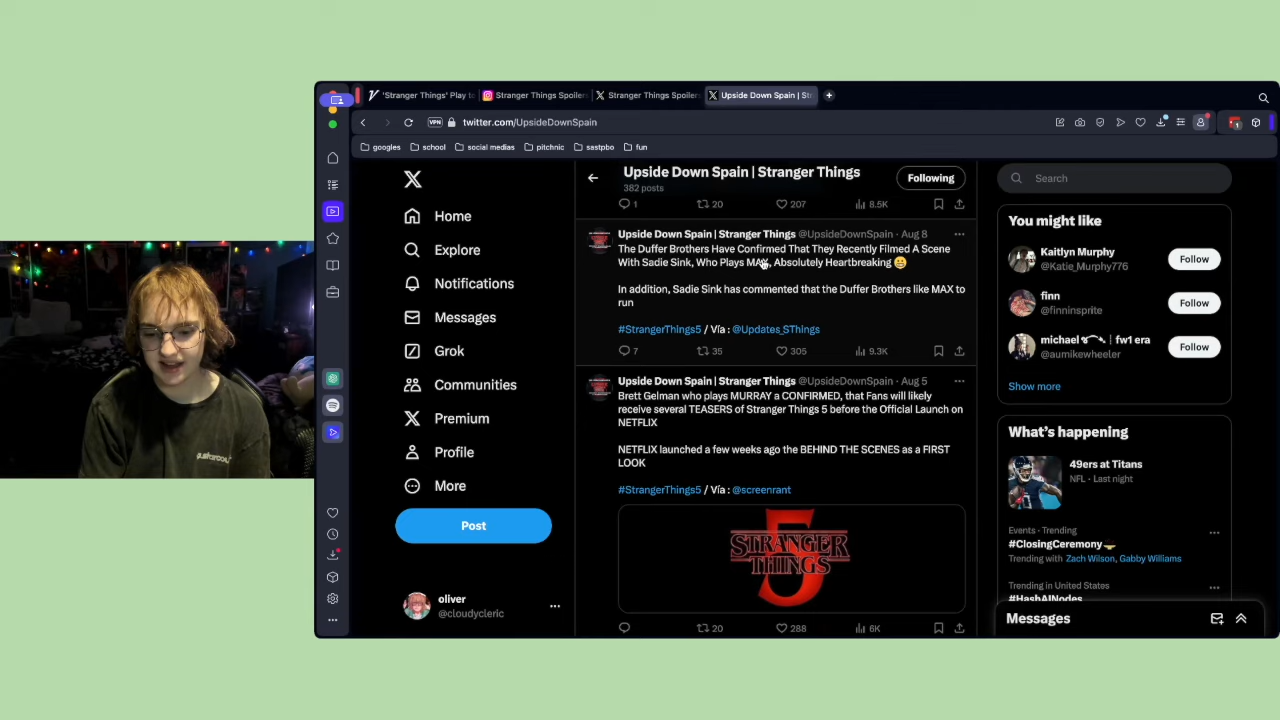 'Stranger Things' Play to
Stranger Things Spoilers
Stranger Things Spoilers
Upside Down Spain | St
VPN
twitter.com/UpsideDownSpain
1
googles
school
social medias
pitchnic
sastpbo
fun
Home
Explore
Notifications
Messages
Grok
Communities
Premium
Profile
More
Post
oliver
@cloudycleric
Upside Down Spain | Stranger Things
382 posts
Following
1
20
207
8.5K
Upside Down Spain | Stranger Things @UpsideDownSpain · Aug 8
The Duffer Brothers Have Confirmed That They Recently Filmed A Scene
With Sadie Sink, Who Plays MAX, Absolutely Heartbreaking 😬
In addition, Sadie Sink has commented that the Duffer Brothers like MAX to
run
#StrangerThings5 / Vía : @Updates_SThings
7
35
305
9.3K
Upside Down Spain | Stranger Things @UpsideDownSpain · Aug 5
Brett Gelman who plays MURRAY a CONFIRMED, that Fans will likely
receive several TEASERS of Stranger Things 5 before the Official Launch on
NETFLIX
NETFLIX launched a few weeks ago the BEHIND THE SCENES as a FIRST
LOOK
#StrangerThings5 / Vía : @screenrant
STRANGER
THINGS
5
20
288
6K
Search
You might like
Kaitlyn Murphy
@Katie_Murphy776
Follow
finn
@finninsprite
Follow
fw1 era
@aumikewheeler
Follow
Show more
What's happening
49ers at Titans
NFL · Last night
Events · Trending
#ClosingCeremony
Trending with Zach Wilson, Gabby Williams
Trending in United States
#HashAINodes
Messages